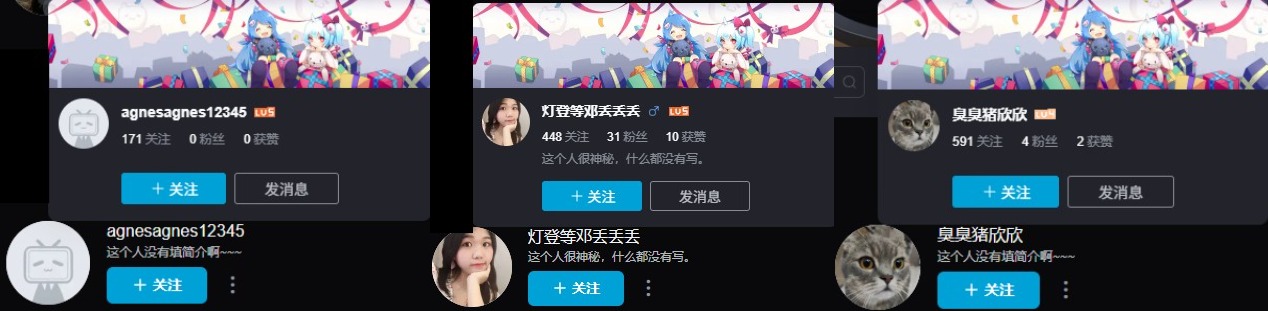 agnesagnes12345 LV5
171 关注 0 粉丝 0 获赞
+ 关注 发消息
agnesagnes12345
这个人没有填简介啊~~~
+ 关注
灯登等邓丢丢丢 ♂ LV5
448 关注 31 粉丝 10 获赞
这个人很神秘，什么都没有写。
+ 关注 发消息
灯登等邓丢丢丢
这个人很神秘，什么都没有写。
+ 关注
臭臭猪欣欣 LV4
591 关注 4 粉丝 2 获赞
+ 关注 发消息
臭臭猪欣欣
这个人没有填简介啊~~~
+ 关注